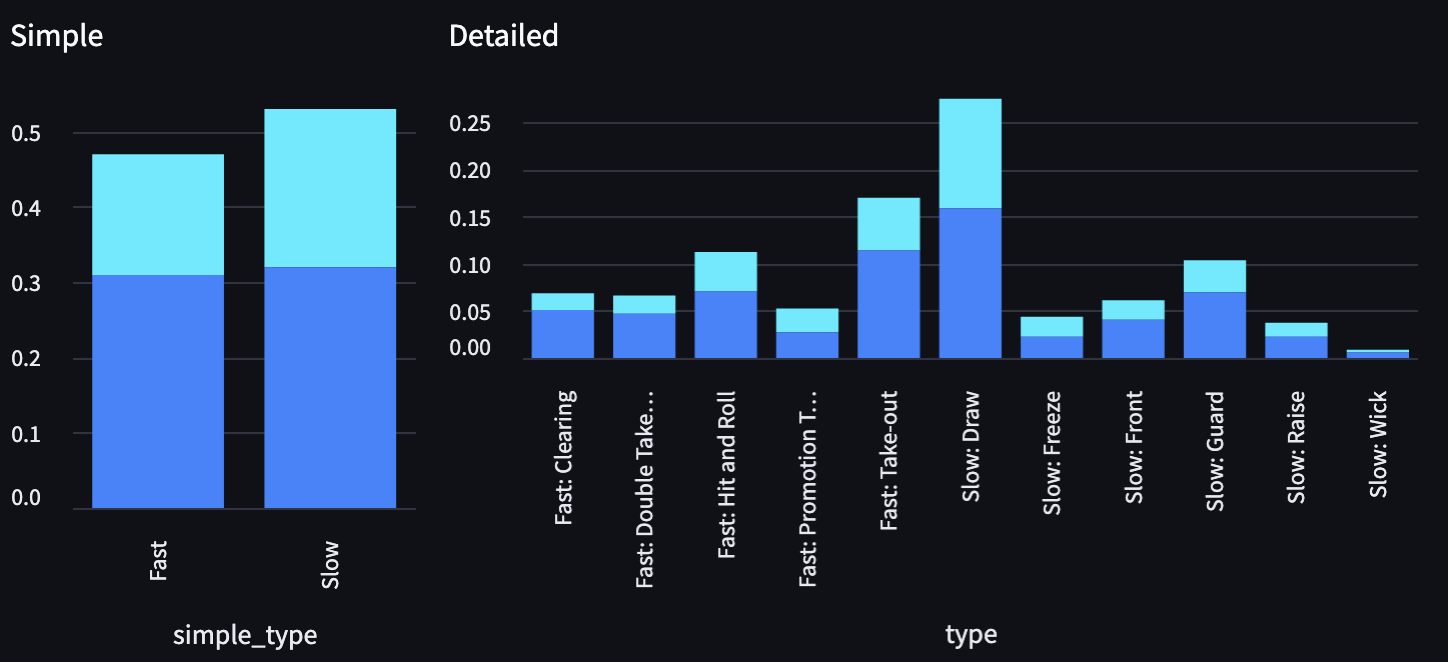 Simple
0.5
0.4
0.3
0.2
0.1
0.0
Fast
Slow
simple_type
Detailed
0.25
0.20
0.15
0.10
0.05
0.00
Fast: Clearing
Fast: Double Take...
Fast: Hit and Roll
Fast: Promotion T...
Fast: Take-out
Slow: Draw
Slow: Freeze
Slow: Front
Slow: Guard
Slow: Raise
Slow: Wick
type